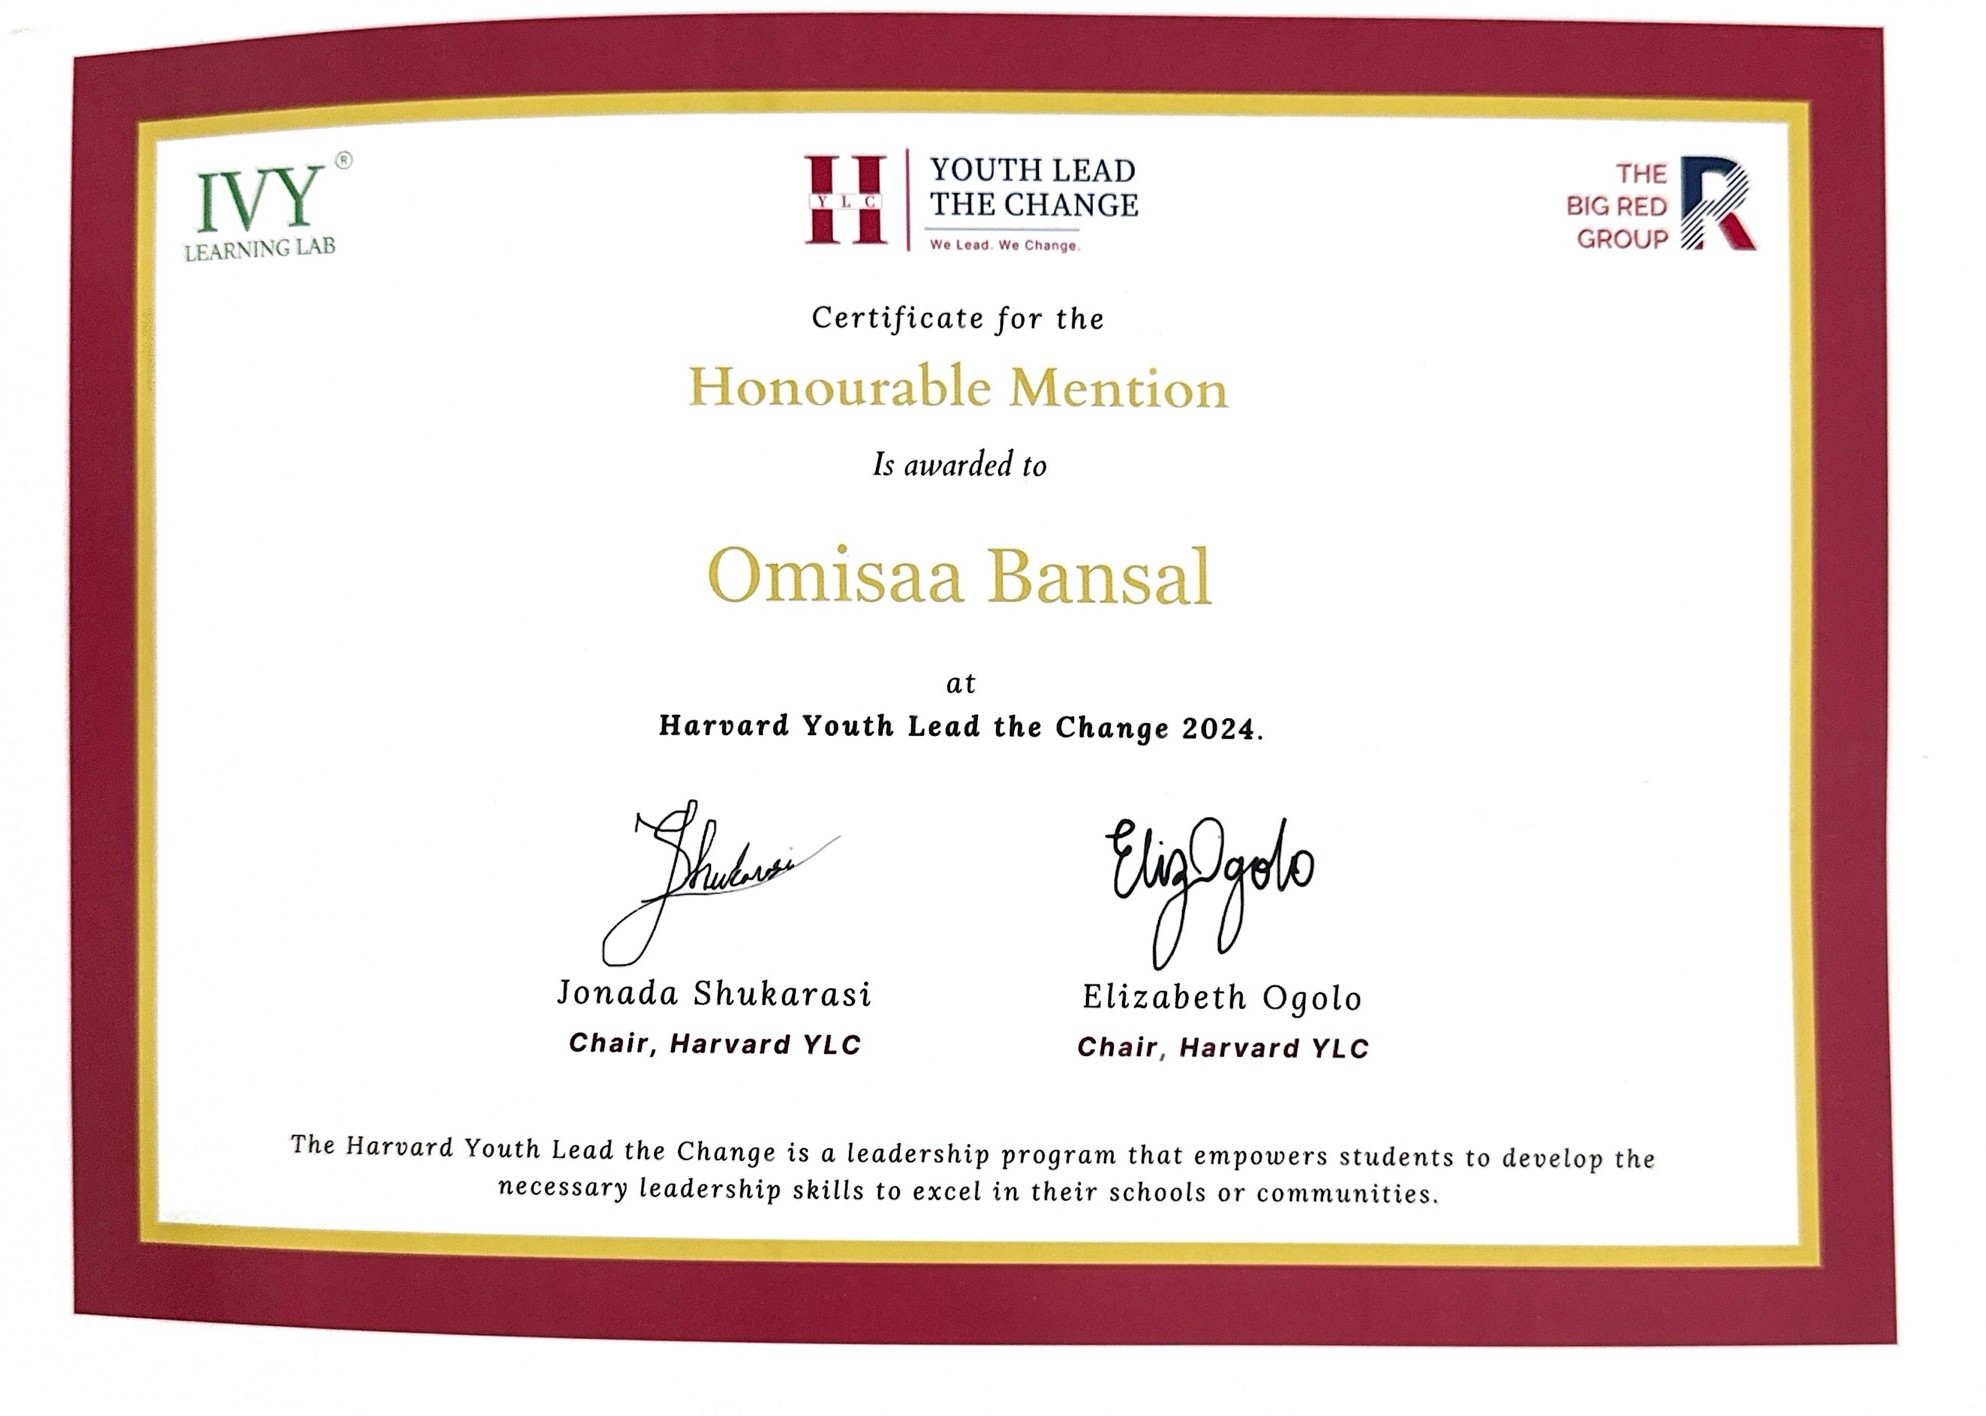 IVY ®
LEARNING LAB
Y L C
YOUTH LEAD
THE CHANGE
We Lead. We Change.
THE
BIG RED
GROUP
R
Certificate for the
Honourable Mention
Is awarded to
Omisaa Bansal
at
Harvard Youth Lead the Change 2024.
Shukarasi
Eliz Ogolo
Jonada Shukarasi
Elizabeth Ogolo
Chair, Harvard YLC
Chair, Harvard YLC
The Harvard Youth Lead the Change is a leadership program that empowers students to develop the
necessary leadership skills to excel in their schools or communities.